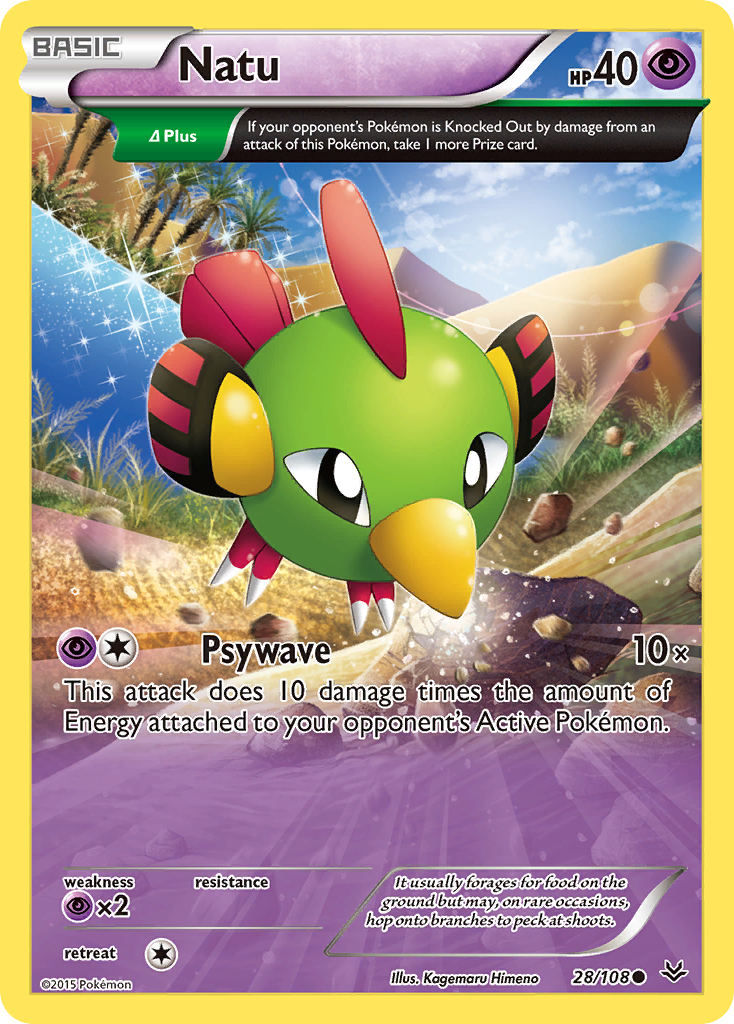 BASIC
Natu
HP40
Δ Plus
If your opponent's Pokémon is Knocked Out by damage from an
attack of this Pokémon, take 1 more Prize card.
Psywave
10×
This attack does 10 damage times the amount of
Energy attached to your opponent's Active Pokémon.
weakness
resistance
×2
retreat
It usually forages for food on the
ground but may, on rare occasions,
hop onto branches to peck at shoots.
©2015 Pokémon
Illus. Kagemaru Himeno
28/108